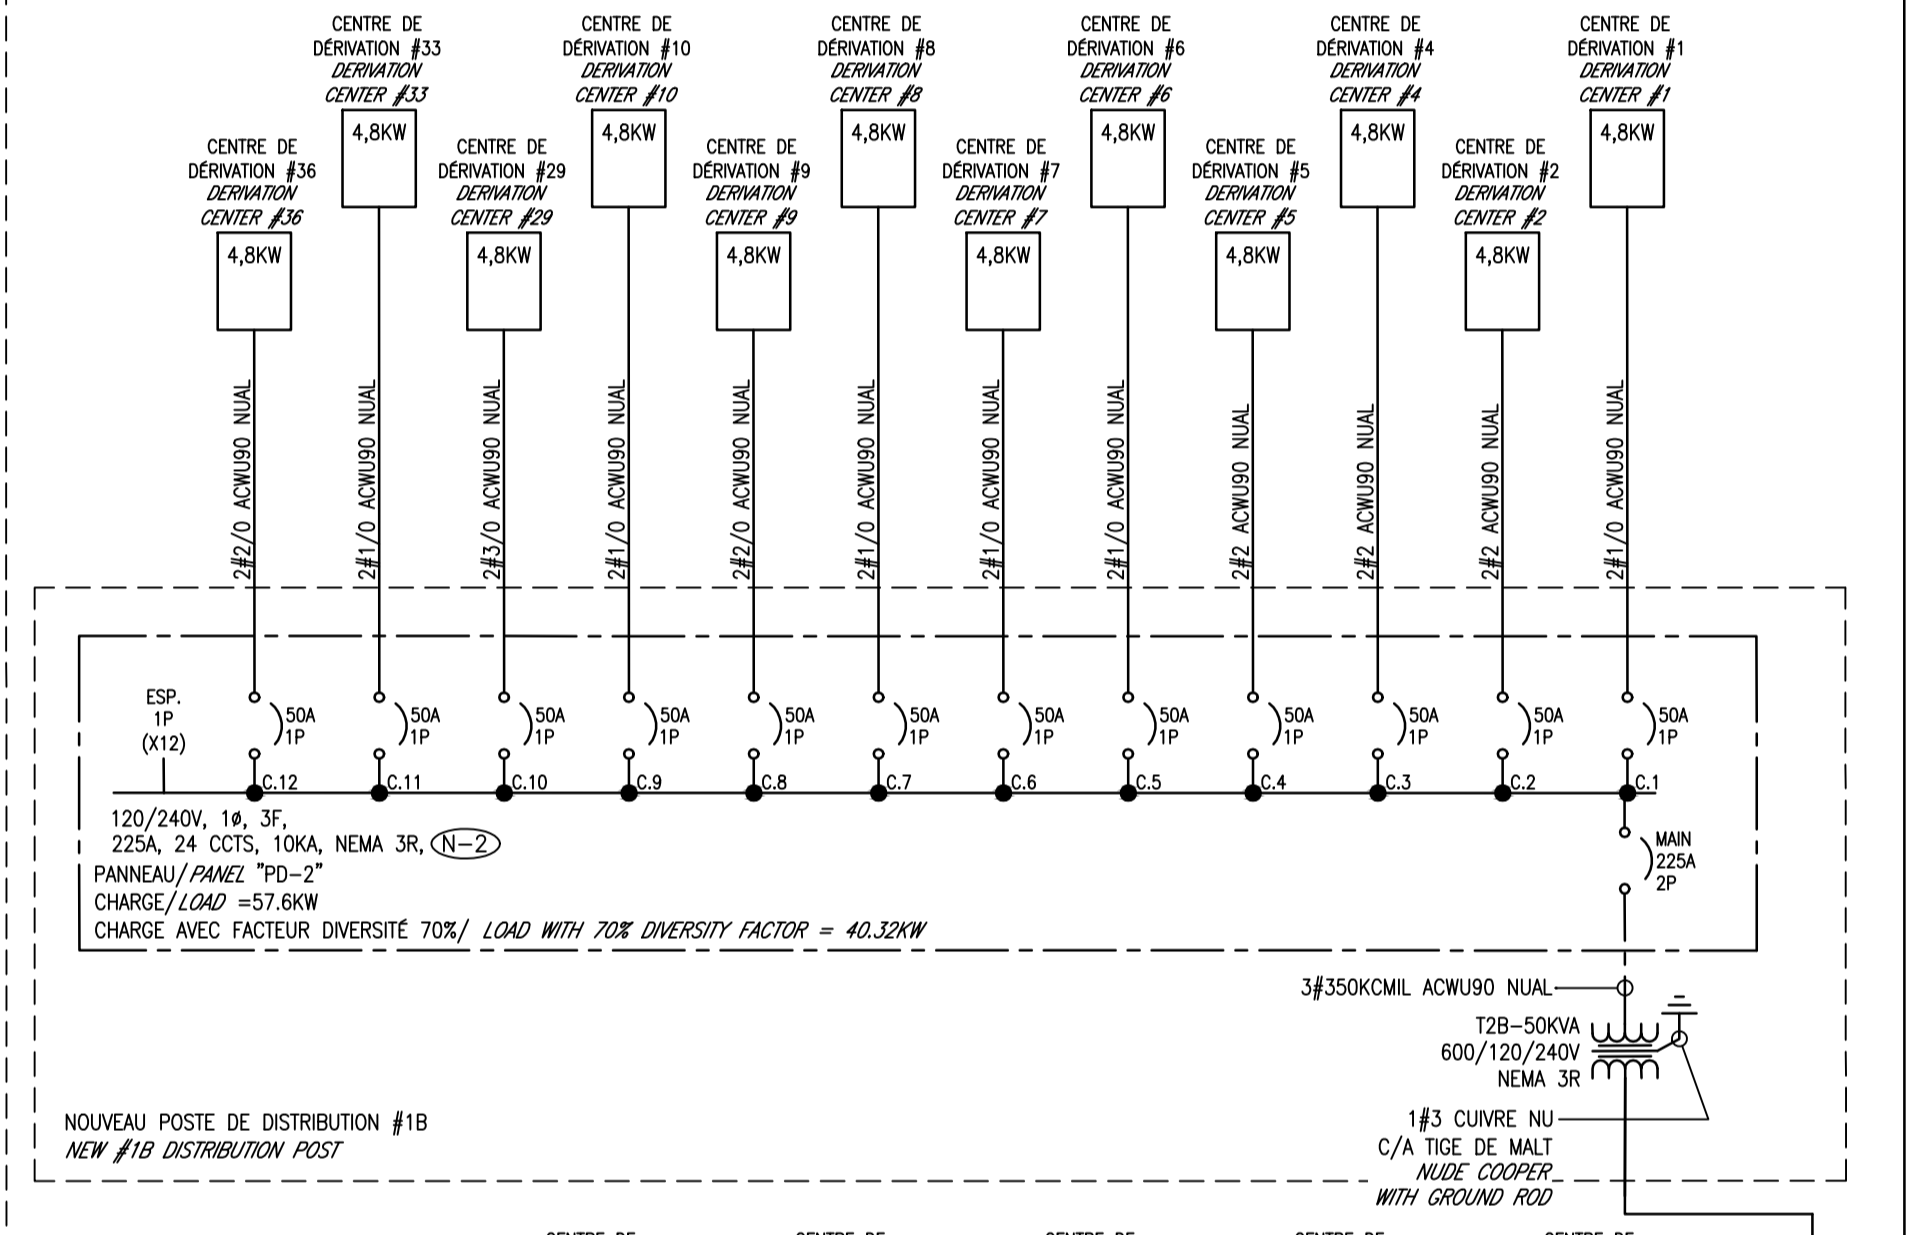 CENTRE DE
DÉRIVATION #33
DERIVATION
CENTER #33
4,8KW
CENTRE DE
DÉRIVATION #10
DERIVATION
CENTER #10
4,8KW
CENTRE DE
DÉRIVATION #8
DERIVATION
CENTER #8
4,8KW
CENTRE DE
DÉRIVATION #6
DERIVATION
CENTER #6
4,8KW
CENTRE DE
DÉRIVATION #4
DERIVATION
CENTER #4
4,8KW
CENTRE DE
DÉRIVATION #1
DERIVATION
CENTER #1
4,8KW
CENTRE DE
DÉRIVATION #36
DERIVATION
CENTER #36
4,8KW
CENTRE DE
DÉRIVATION #29
DERIVATION
CENTER #29
4,8KW
CENTRE DE
DÉRIVATION #9
DERIVATION
CENTER #9
4,8KW
CENTRE DE
DÉRIVATION #7
DERIVATION
CENTER #7
4,8KW
CENTRE DE
DÉRIVATION #5
DERIVATION
CENTER #5
4,8KW
CENTRE DE
DÉRIVATION #2
DERIVATION
CENTER #2
4,8KW
2#2/0 ACWU90 NUAL
2#1/0 ACWU90 NUAL
2#3/0 ACWU90 NUAL
2#1/0 ACWU90 NUAL
2#2/0 ACWU90 NUAL
2#1/0 ACWU90 NUAL
2#1/0 ACWU90 NUAL
2#1/0 ACWU90 NUAL
2#2 ACWU90 NUAL
2#2 ACWU90 NUAL
2#2 ACWU90 NUAL
2#1/0 ACWU90 NUAL
ESP.
1P
(X12)
50A
1P
C.12
50A
1P
C.11
50A
1P
C.10
50A
1P
C.9
50A
1P
C.8
50A
1P
C.7
50A
1P
C.6
50A
1P
C.5
50A
1P
C.4
50A
1P
C.3
50A
1P
C.2
50A
1P
C.1
120/240V, 1ø, 3F,
225A, 24 CCTS, 10KA, NEMA 3R, N-2
PANNEAU/PANEL "PD-2"
CHARGE/LOAD =57.6KW
CHARGE AVEC FACTEUR DIVERSITÉ 70%/ LOAD WITH 70% DIVERSITY FACTOR = 40.32KW
MAIN
225A
2P
3#350KCMIL ACWU90 NUAL
T2B-50KVA
600/120/240V
NEMA 3R
1#3 CUIVRE NU
C/A TIGE DE MALT
NUDE COOPER
WITH GROUND ROD
NOUVEAU POSTE DE DISTRIBUTION #1B
NEW #1B DISTRIBUTION POST
CENTRE DE
CENTRE DE
CENTRE DE
CENTRE DE
CENTRE DE